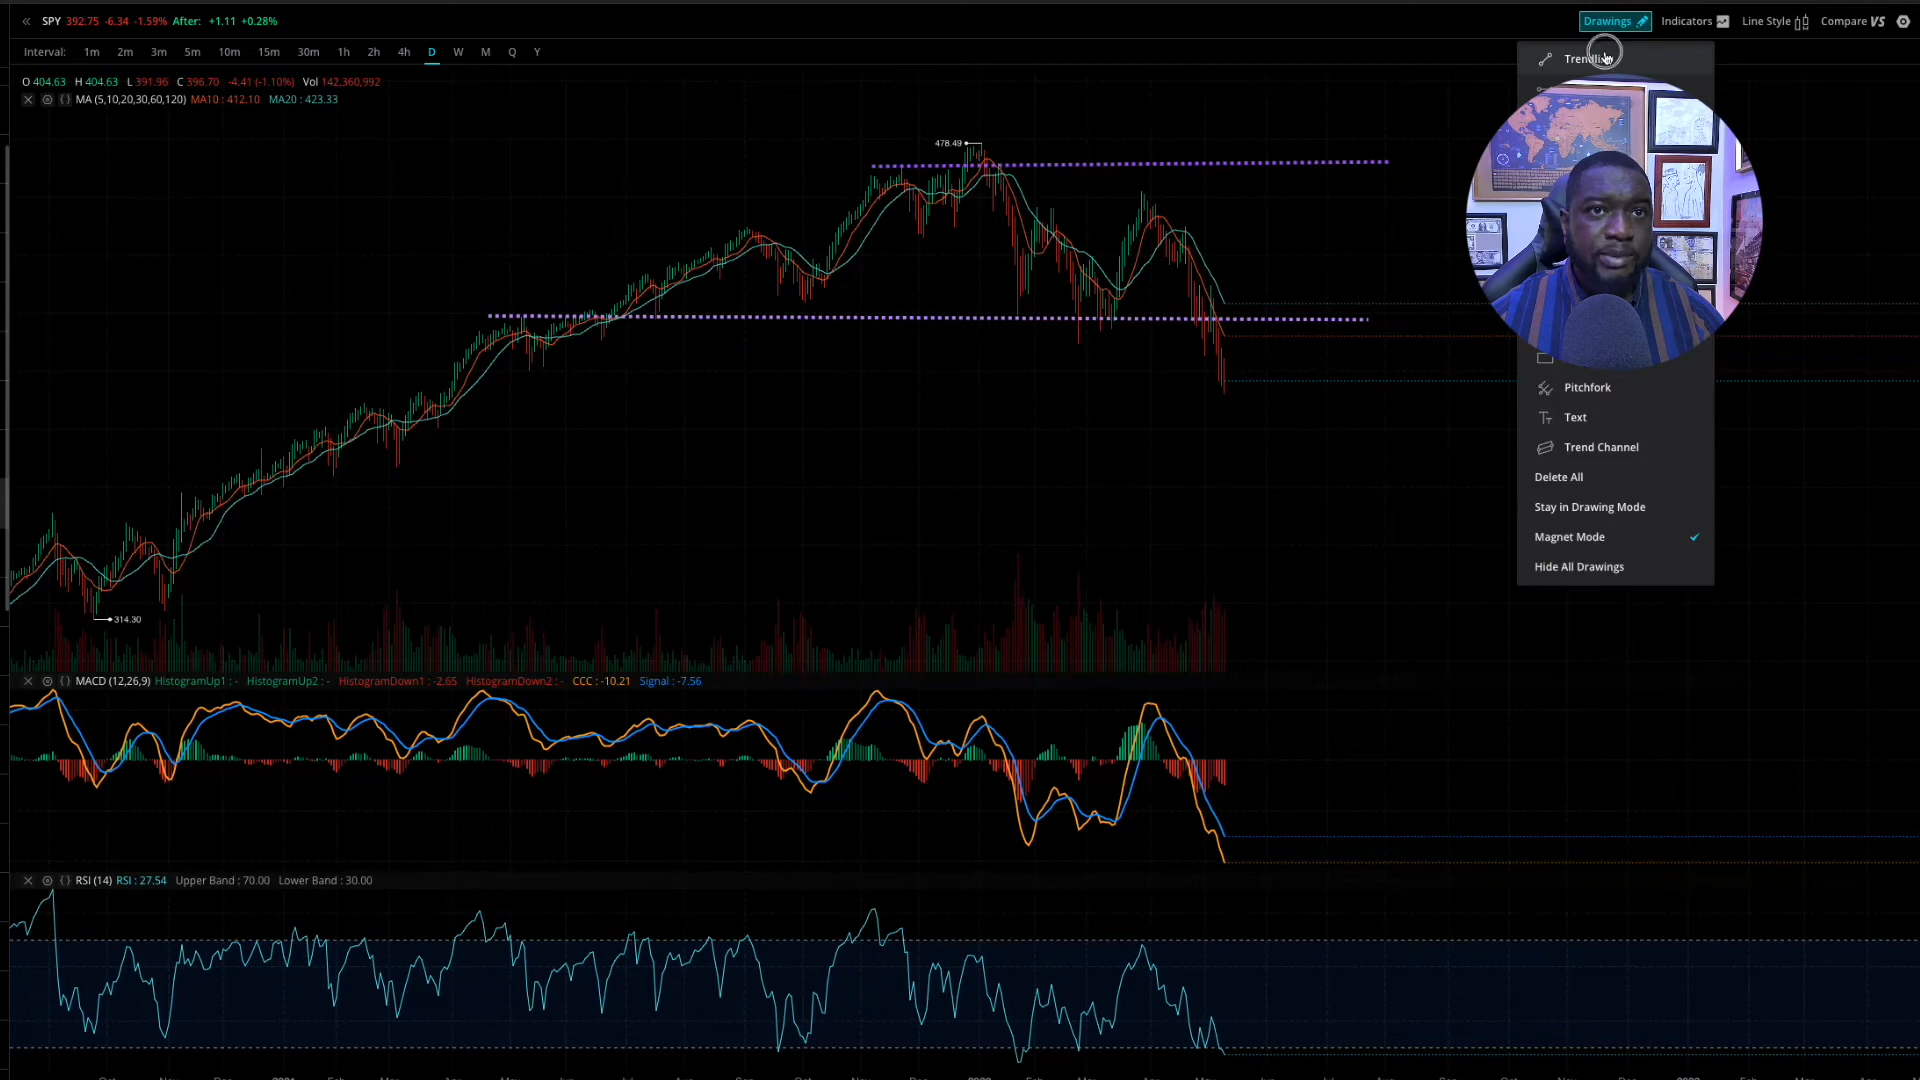 SPY 392.75 -6.34 -1.59% After: +1.11 +0.28%
Drawings Indicators Line Style Compare VS
Interval: 1m 2m 3m 5m 10m 15m 30m 1h 2h 4h D W M Q Y
Trendline
O 404.63 H 404.63 L 391.96 C 396.70 -4.41 (-1.10%) Vol 142,360,992
MA (5,10,20,30,60,120) MA10 : 412.10 MA20 : 423.33
478.49
Pitchfork
Text
Trend Channel
Delete All
Stay in Drawing Mode
Magnet Mode
Hide All Drawings
314.30
MACD (12,26,9) HistogramUp1 : - HistogramUp2 : - HistogramDown1 : -2.65 HistogramDown2 : - CCC : -10.21 Signal : -7.56
RSI (14) RSI : 27.54 Upper Band : 70.00 Lower Band : 30.00